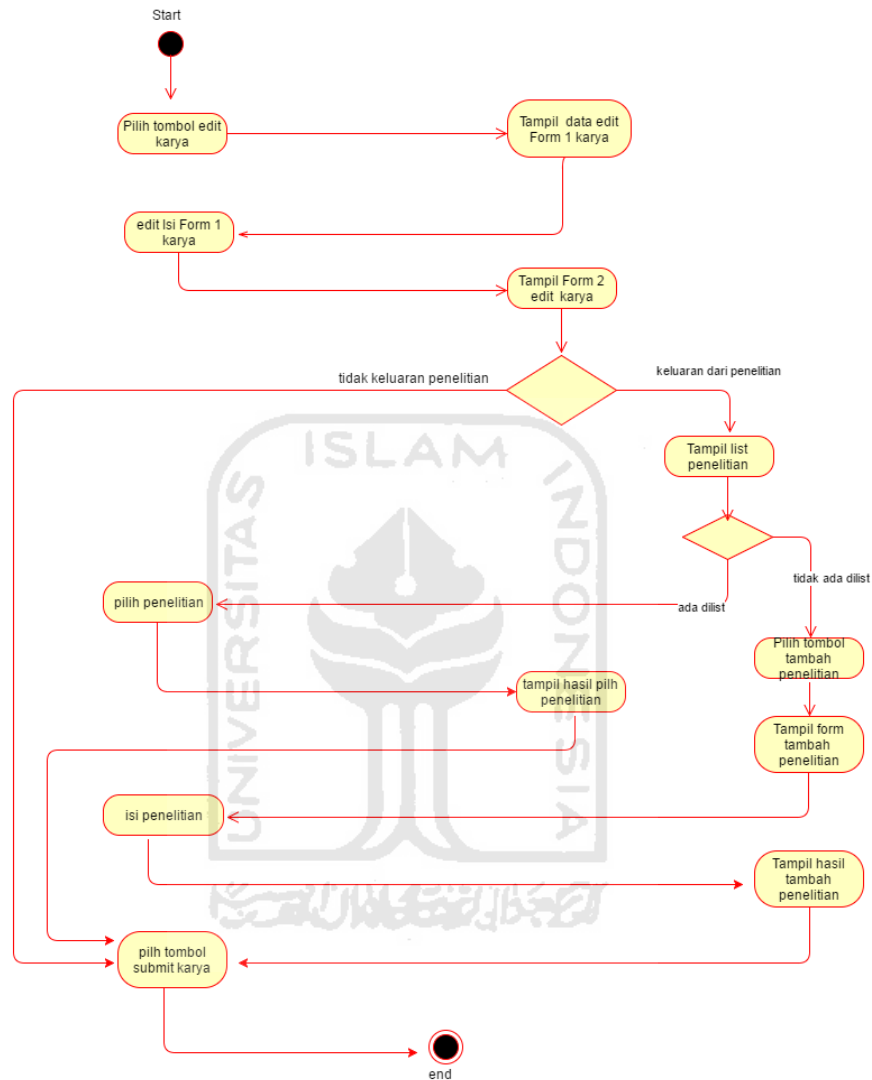 Start
Pilih tombol edit
karya
Tampil data edit
Form 1 karya
edit Isi Form 1
karya
Tampil Form 2
edit karya
tidak keluaran penelitian
keluaran dari penelitian
Tampil list
penelitian
tidak ada dilist
ada dilist
pilih penelitian
Pilih tombol
tambah
penelitian
tampil hasil pilh
penelitian
Tampil form
tambah
penelitian
isi penelitian
Tampil hasil
tambah
penelitian
pilh tombol
submit karya
end
UNIVERSITAS
ISLAM
INDONESIA